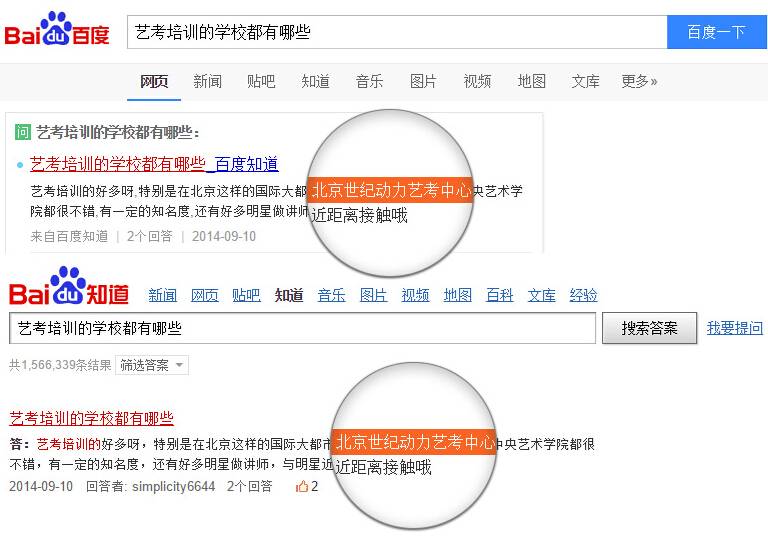 Baidu百度 艺考培训的学校都有哪些 百度一下
网页 新闻 贴吧 知道 音乐 图片 视频 地图 文库 更多»
问 艺考培训的学校都有哪些：
艺考培训的学校都有哪些_百度知道
艺考培训的好多呀,特别是在北京这样的国际大都 北京世纪动力艺考中心 央艺术学
院都很不错,有一定的知名度,还有好多明星做讲师 近距离接触哦
来自百度知道 | 2个回答 | 2014-09-10
Baidu知道 新闻 网页 贴吧 知道 音乐 图片 视频 地图 百科 文库 经验
艺考培训的学校都有哪些 搜索答案 我要提问
共1,566,339条结果 筛选答案
艺考培训的学校都有哪些
答：艺考培训的好多呀，特别是在北京这样的国际大都市 北京世纪动力艺考中心 中央艺术学院都很
不错，有一定的知名度，还有好多明星做讲师，与明星近 近距离接触哦
2014-09-10 回答者: simplicity6644 2个回答 2